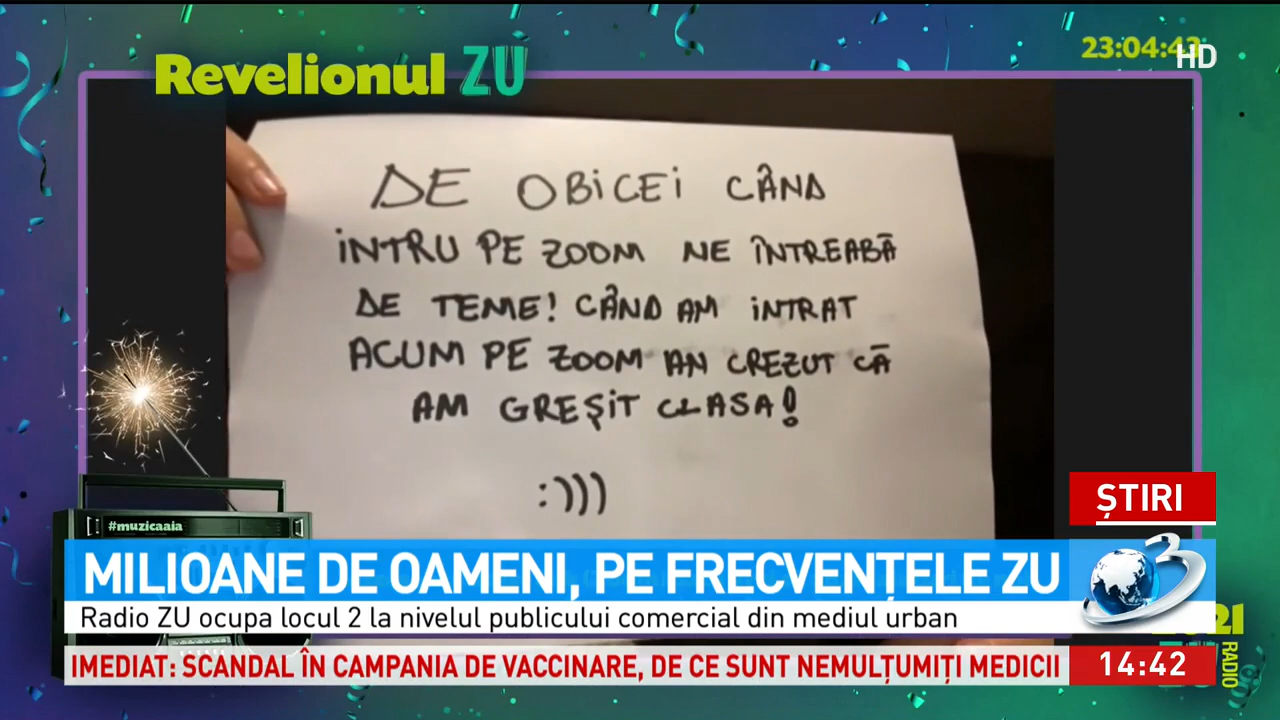 Revelionul ZU
23:04:43
HD
DE OBICEI CÂND
INTRU PE ZOOM NE ÎNTREABĂ
DE TEME! CÂND AM INTRAT
ACUM PE ZOOM AN CREZUT CĂ
AM GREȘIT CLASA!
:)))
#muzicaaia
ȘTIRI
MILIOANE DE OAMENI, PE FRECVENȚELE ZU
3
Radio ZU ocupa locul 2 la nivelul publicului comercial din mediul urban
IMEDIAT: SCANDAL ÎN CAMPANIA DE VACCINARE, DE CE SUNT NEMULȚUMIȚI MEDICII
14:42
RADIO